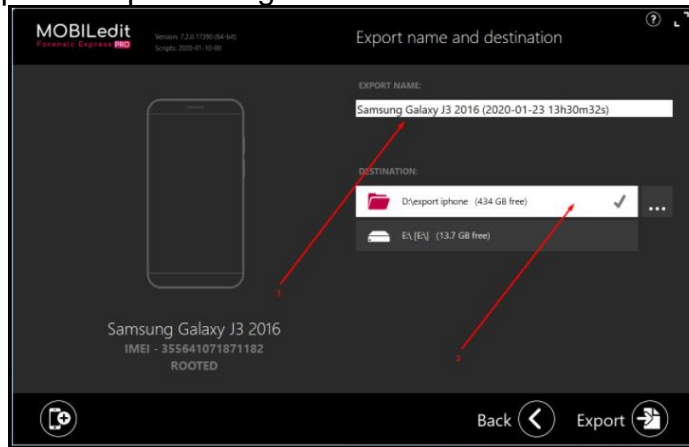 MOBILedit
Forensic Express PRO
Version: 7.2.0.17390 (64-bit)
Scripts: 2020-01-10-00
Export name and destination
?
EXPORT NAME:
Samsung Galaxy J3 2016 (2020-01-23 13h30m32s)
DESTINATION:
D:\export iphone (434 GB free)
...
E:\ [E:\] (13.7 GB free)
Samsung Galaxy J3 2016
IMEI - 355641071871182
ROOTED
2
Back
Export